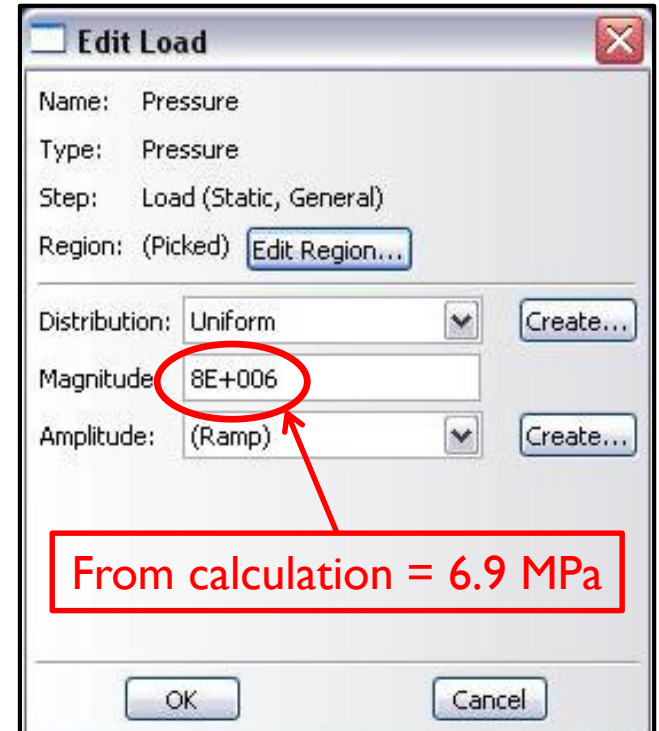 Edit Load
Name: Pressure
Type: Pressure
Step: Load (Static, General)
Region: (Picked) Edit Region...
Distribution: Uniform Create...
Magnitude 8E+006
Amplitude: (Ramp) Create...
From calculation = 6.9 MPa
OK Cancel